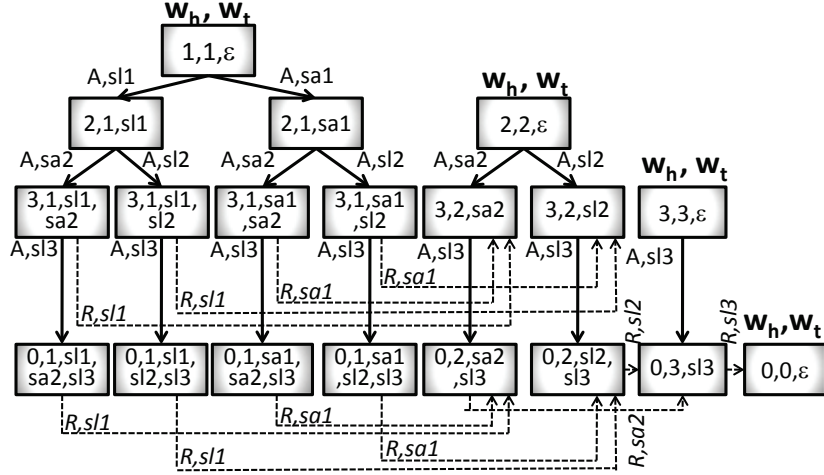 w_h, w_t
1,1,ε
A,sl1
A,sa1
w_h, w_t
2,1,sl1
2,1,sa1
2,2,ε
A,sa2
A,sl2
A,sa2
A,sl2
A,sa2
A,sl2
w_h, w_t
3,1,sl1,
sa2
3,1,sl1,
sl2
3,1,sa1
,sa2
3,1,sa1
,sl2
3,2,sa2
3,2,sl2
3,3,ε
A,sl3
A,sl3
A,sl3
A,sl3
A,sl3
A,sl3
A,sl3
R,sl1
R,sl1
R,sa1
R,sa1
R,sl2
R,sl3
w_h,w_t
0,1,sl1,
sa2,sl3
0,1,sl1,
sl2,sl3
0,1,sa1,
sa2,sl3
0,1,sa1
,sl2,sl3
0,2,sa2
,sl3
0,2,sl2,
sl3
0,3,sl3
0,0,ε
R,sl1
R,sl1
R,sa1
R,sa1
R,sa2